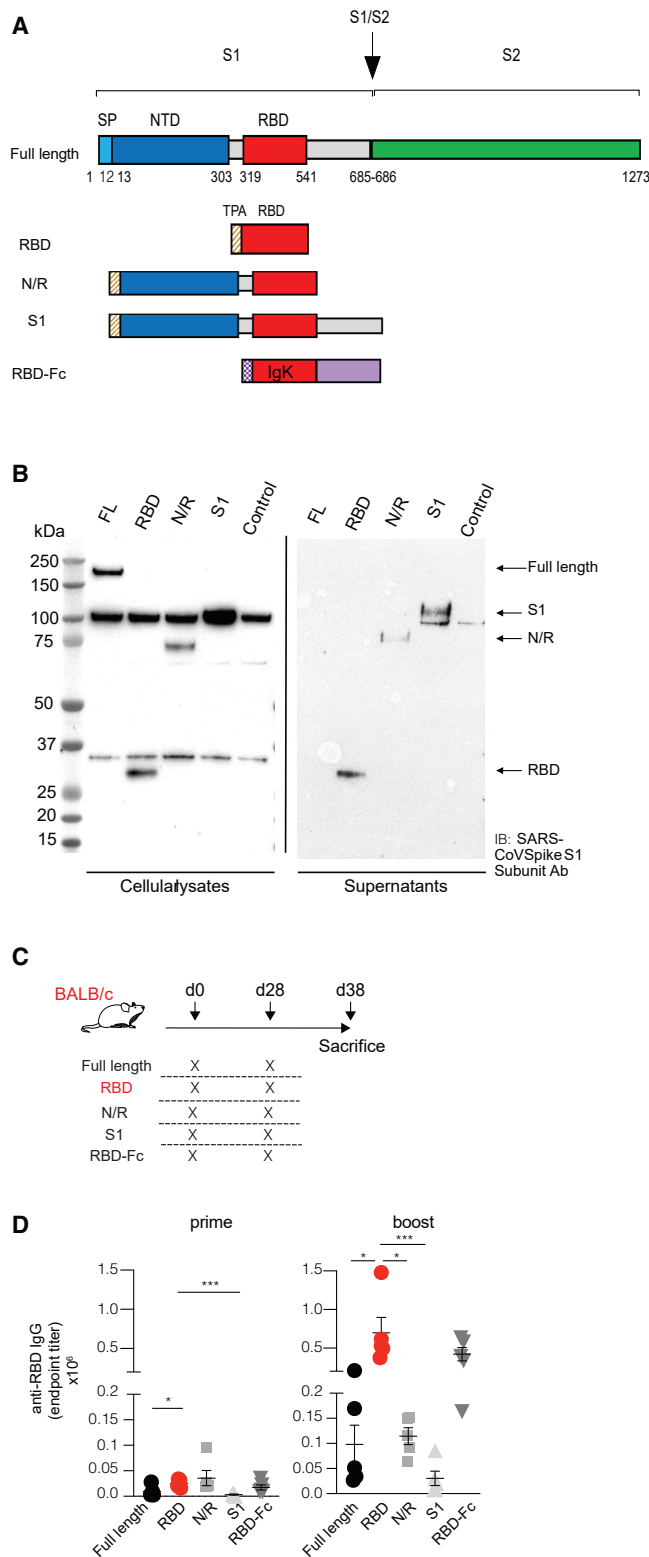 A
S1/S2
S1
S2
SP NTD RBD
Full length
1 12 13 303 319 541 685-686 1273
TPA RBD
RBD
N/R
S1
RBD-Fc
IgK
B
FL RBD N/R S1 Control FL RBD N/R S1 Control
kDa
250
150
100
75
50
37
25
20
15
Full length
S1
N/R
RBD
IB: SARS-
CoVSpike S1
Subunit Ab
Cellularlysates
Supernatants
C
BALB/c
d0 d28 d38
Sacrifice
Full length X X
RBD X X
N/R X X
S1 X X
RBD-Fc X X
D
prime
boost
anti-RBD IgG
(endpoint titer)
x10⁶
1.5
1.0
0.5
0.2
0.15
0.1
0.05
0.00
***
*
Full length RBD N/R S1 RBD-Fc
1.5
1.0
0.5
0.2
0.15
0.10
0.05
0.00
***
* *
Full length RBD N/R S1 RBD-Fc